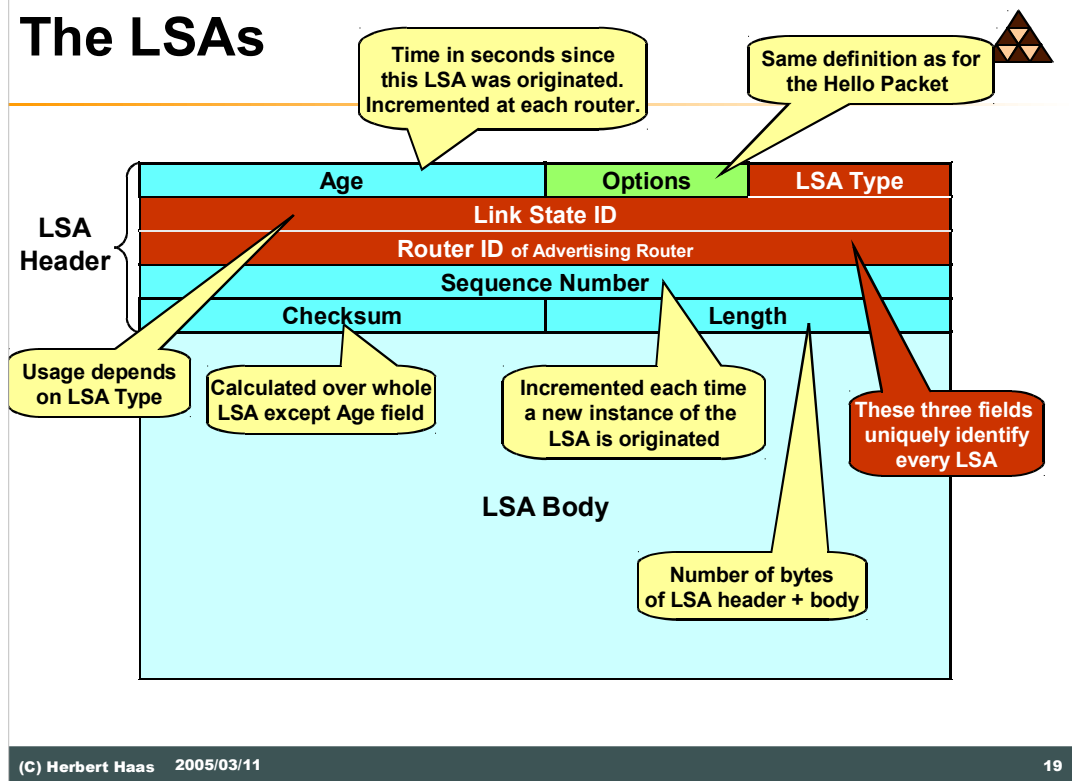 The LSAs
Time in seconds since
this LSA was originated.
Incremented at each router.
Same definition as for
the Hello Packet
Age
Options
LSA Type
LSA
Header
Link State ID
Router ID of Advertising Router
Sequence Number
Checksum
Length
Usage depends
on LSA Type
Calculated over whole
LSA except Age field
Incremented each time
a new instance of the
LSA is originated
These three fields
uniquely identify
every LSA
LSA Body
Number of bytes
of LSA header + body
(C) Herbert Haas 2005/03/11
19